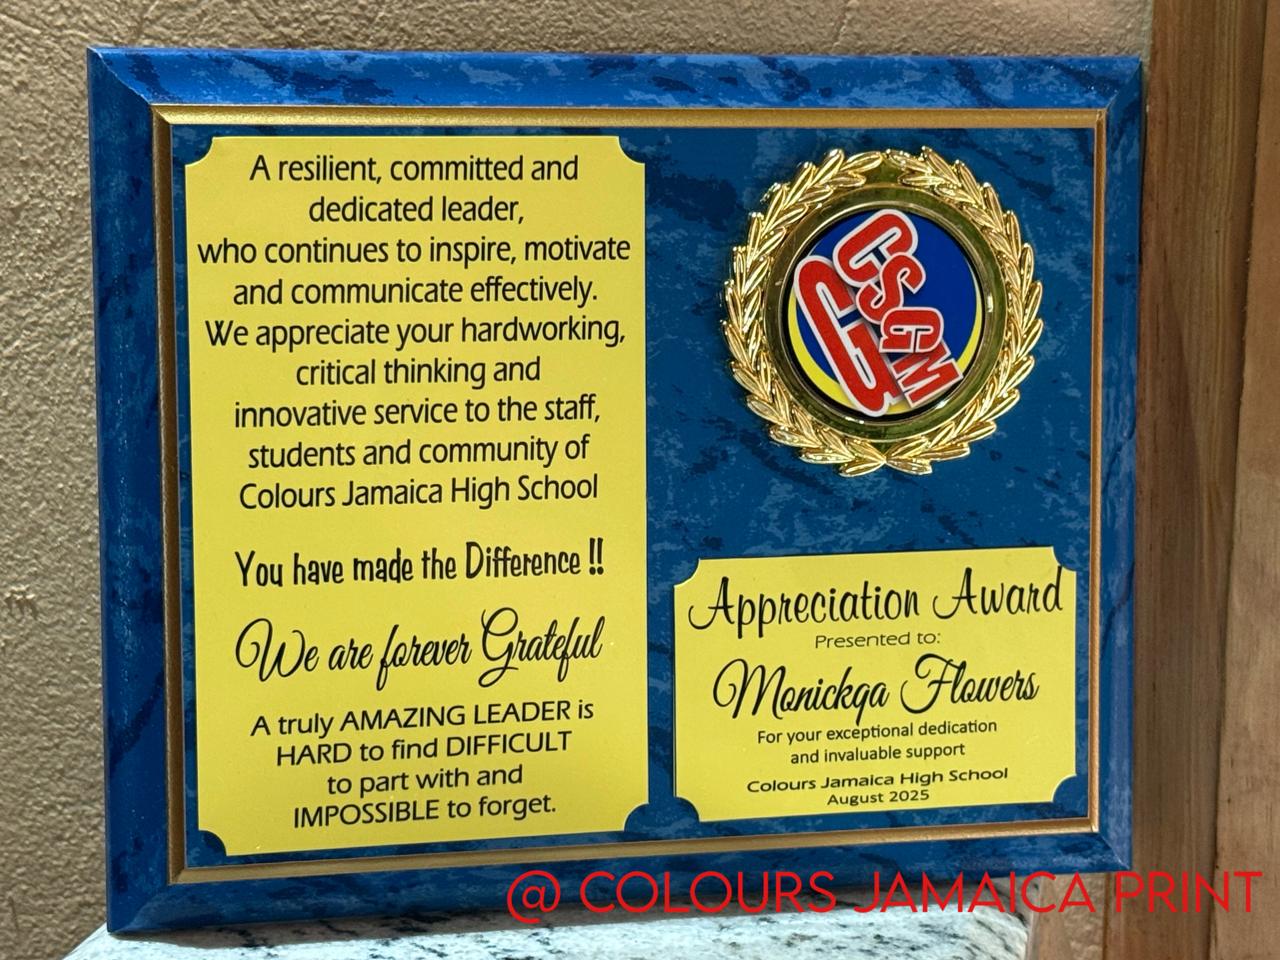 A resilient, committed and
dedicated leader,
who continues to inspire, motivate
and communicate effectively.
We appreciate your hardworking,
critical thinking and
innovative service to the staff,
students and community of
Colours Jamaica High School
You have made the Difference !!
We are forever Grateful
A truly AMAZING LEADER is
HARD to find DIFFICULT
to part with and
IMPOSSIBLE to forget.
G
CSGM
Appreciation Award
Presented to:
Monickqa Flowers
For your exceptional dedication
and invaluable support
Colours Jamaica High School
August 2025
@ COLOURS JAMAICA PRINT